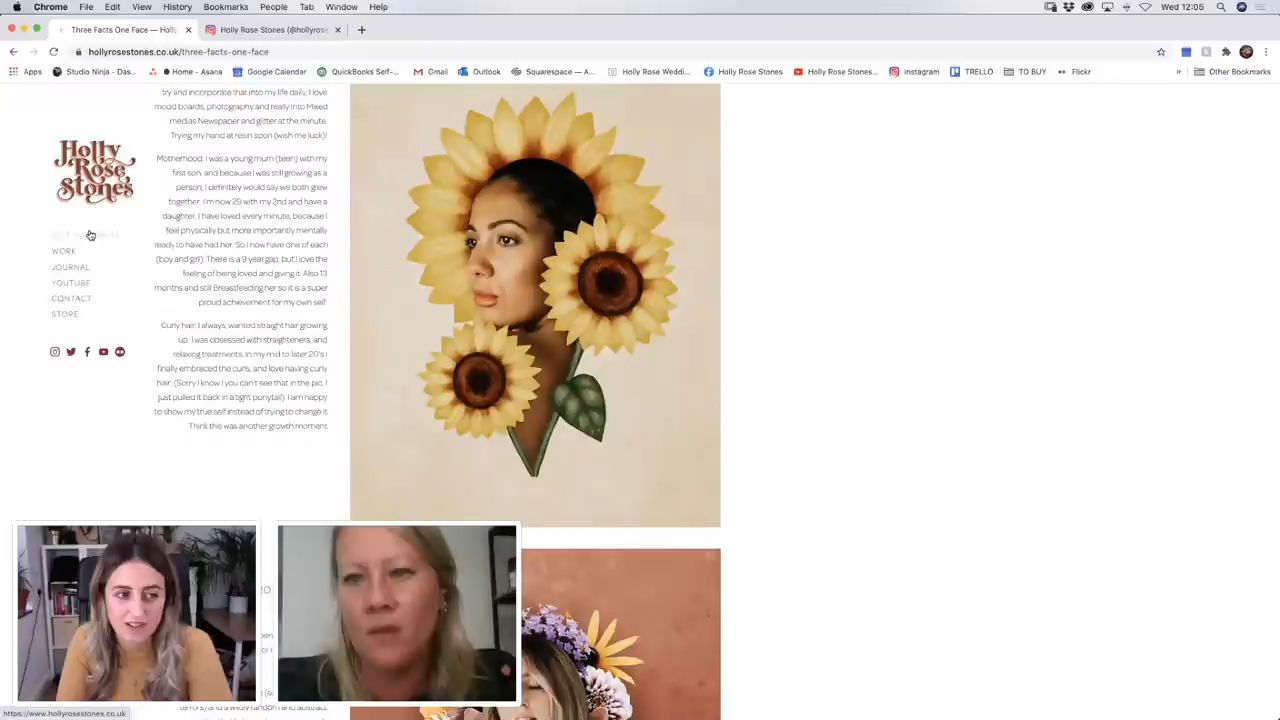 Chrome File Edit View History Bookmarks People Tab Window Help
Wed 12:05
Three Facts One Face — Holly
Holly Rose Stones (@hollyrose
hollyrosestones.co.uk/three-facts-one-face
Apps
Studio Ninja - Das...
Home - Asana
Google Calendar
QuickBooks Self-...
Gmail
Outlook
Squarespace — A...
Holly Rose Weddi...
Holly Rose Stones
Holly Rose Stones...
instagram
TRELLO
TO BUY
Flickr
»
Other Bookmarks
Holly
Rose
Stones
WORK
JOURNAL
YOUTUBE
CONTACT
STORE
try and incorporate that into my life daily, I love
mood boards, photography and really into Mixed
medias Newspaper and glitter at the minute.
Trying my hand at resin soon (wish me luck)!
Motherhood: I was a young mum (teen) with my
first son, and because I was still growing as a
person, I definitely would say we both grew
together. I'm now 29 with my 2nd and have a
daughter, I have loved every minute, because I
feel physically but more importantly mentally
ready to have had her. So I now have one of each
(boy and girl). There is a 9 year gap, but I love the
feeling of being loved and giving it. Also 13
months and still Breastfeeding her so it is a super
proud achievement for my own self.
Curly hair: I always, wanted straight hair growing
up. I was obsessed with straighteners, and
relaxing treatments. In my mid to later 20's I
finally embraced the curls, and love having curly
hair. (Sorry I know I you can't see that in the pic, I
just pulled it back in a tight ponytail). I am happy
to show my true self instead of trying to change it
Think this was another growth moment.
terrors) and a wildly random and abstract
https://www.hollyrosestones.co.uk